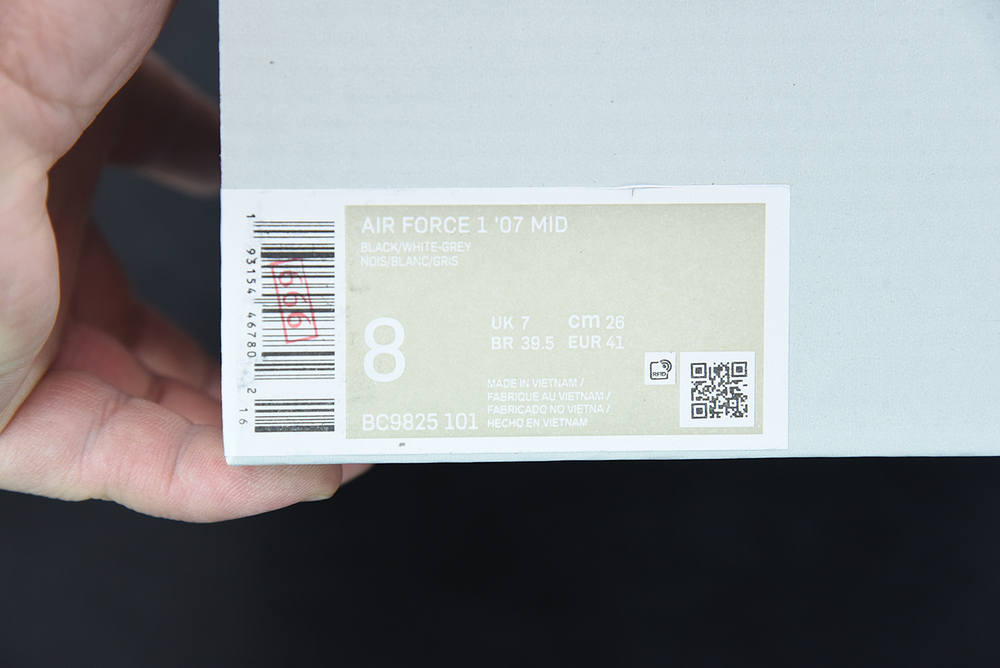 AIR FORCE 1 '07 MID
BLACK/WHITE-GREY
NOIS/BLANC/GRIS
8
UK 7 cm 26
BR 39.5 EUR 41
MADE IN VIETNAM /
FABRIQUE AU VIETNAM /
FABRICADO NO VIETNA /
HECHO EN VIETNAM
BC9825 101
RFID
1 93154 46780 2 16
666